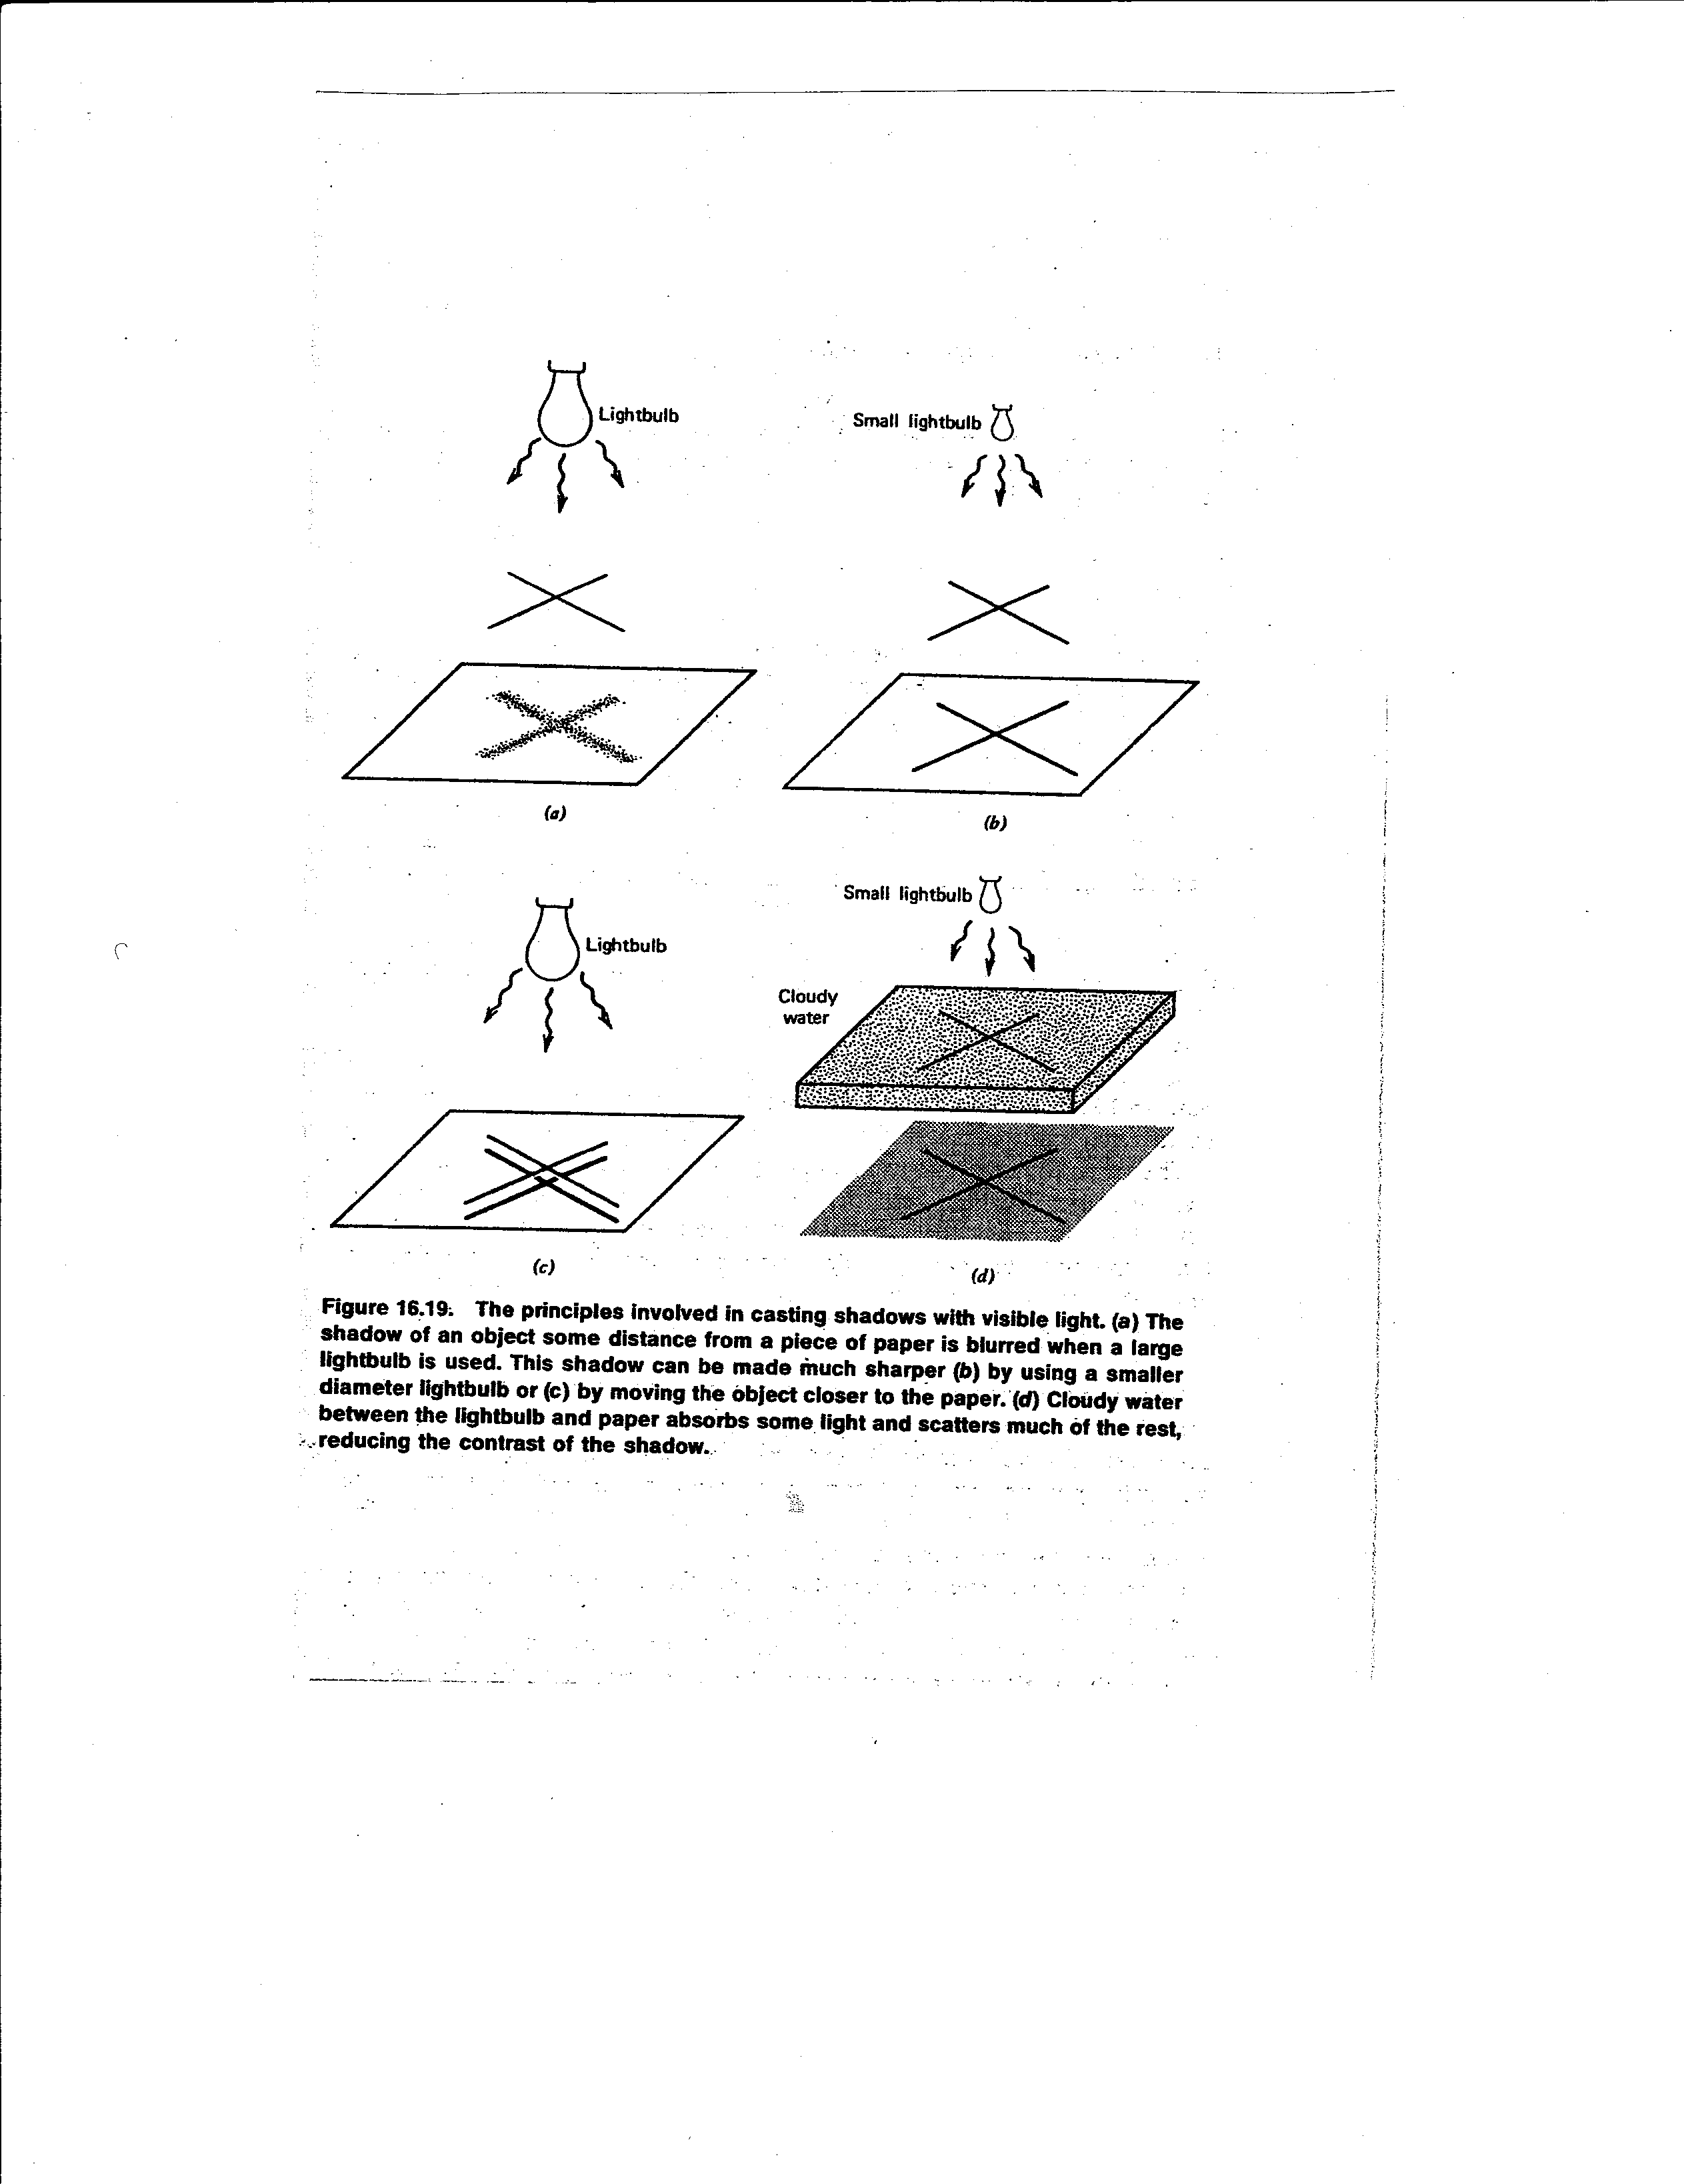 Lightbulb
Small lightbulb
(a)
(b)
Small lightbulb
Lightbulb
Cloudy
water
(c)
(d)
Figure 16.19. The principles involved in casting shadows with visible light. (a) The
shadow of an object some distance from a piece of paper is blurred when a large
lightbulb is used. This shadow can be made much sharper (b) by using a smaller
diameter lightbulb or (c) by moving the object closer to the paper. (d) Cloudy water
between the lightbulb and paper absorbs some light and scatters much of the rest,
reducing the contrast of the shadow.